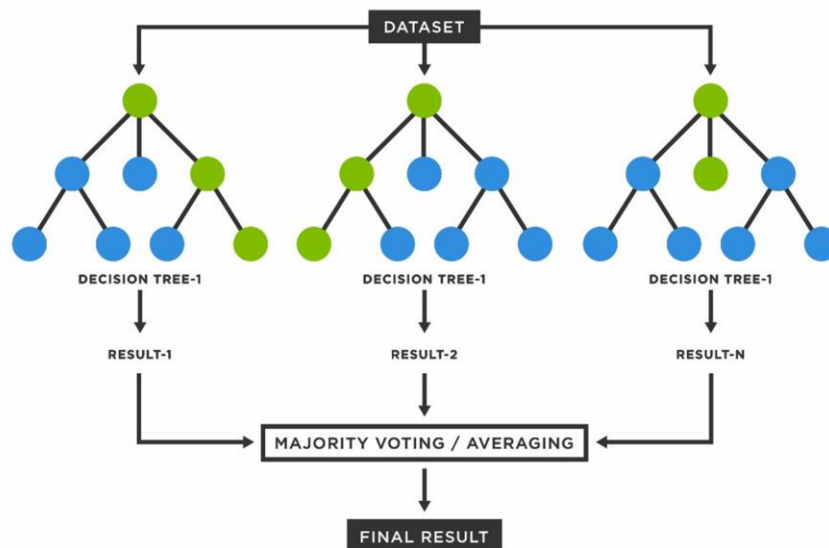 DATASET
DECISION TREE-1
DECISION TREE-1
DECISION TREE-1
RESULT-1
RESULT-2
RESULT-N
MAJORITY VOTING / AVERAGING
FINAL RESULT